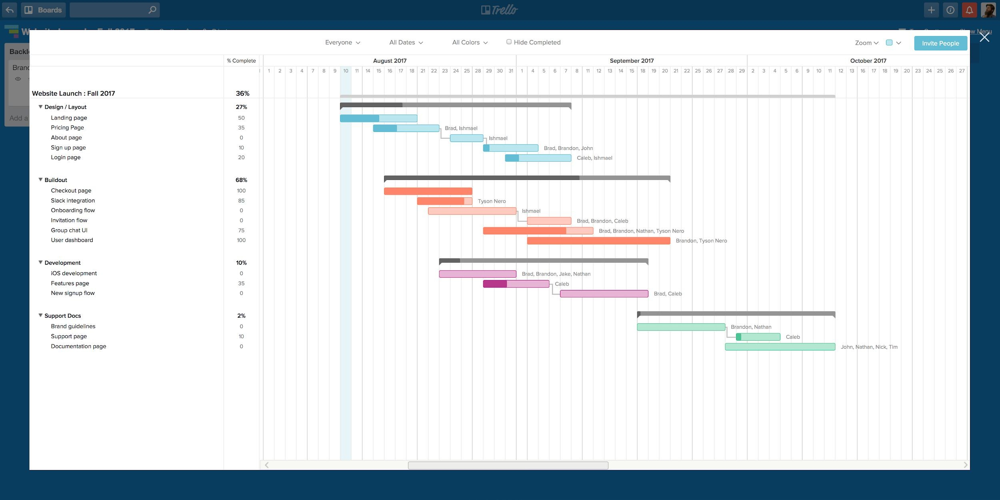 Boards
Trello
Everyone
All Dates
All Colors
Hide Completed
Zoom
Invite People
Show Menu
Backl
Bran
Add a
% Complete
August 2017
September 2017
October 2017
1 2 3 4 7 8 9 10 11 14 15 16 17 18 21 22 23 24 25 28 29 30 31 1 4 5 6 7 8 11 12 13 14 15 18 19 20 21 22 25 26 27 28 29 2 3 4 5 6 9 10 11 12 13 16 17 18 19 20 23 24 25 26 27
Website Launch : Fall 2017 36%
Design / Layout 27%
Landing page 50
Pricing Page 35 Brad, Ishmael
About page 0 Ishmael
Sign up page 10 Brad, Brandon, John
Login page 20 Caleb, Ishmael
Buildout 68%
Checkout page 100
Slack integration 85 Tyson Nero
Onboarding flow 0 Ishmael
Invitation flow 0 Brad, Brandon, Caleb
Group chat UI 75 Brad, Brandon, Nathan, Tyson Nero
User dashboard 100 Brandon, Tyson Nero
Development 10%
iOS development 0 Brad, Brandon, Jake, Nathan
Features page 35 Caleb
New signup flow 0 Brad, Caleb
Support Docs 2%
Brand guidelines 0 Brandon, Nathan
Support page 10 Caleb
Documentation page 0 John, Nathan, Nick, Tim